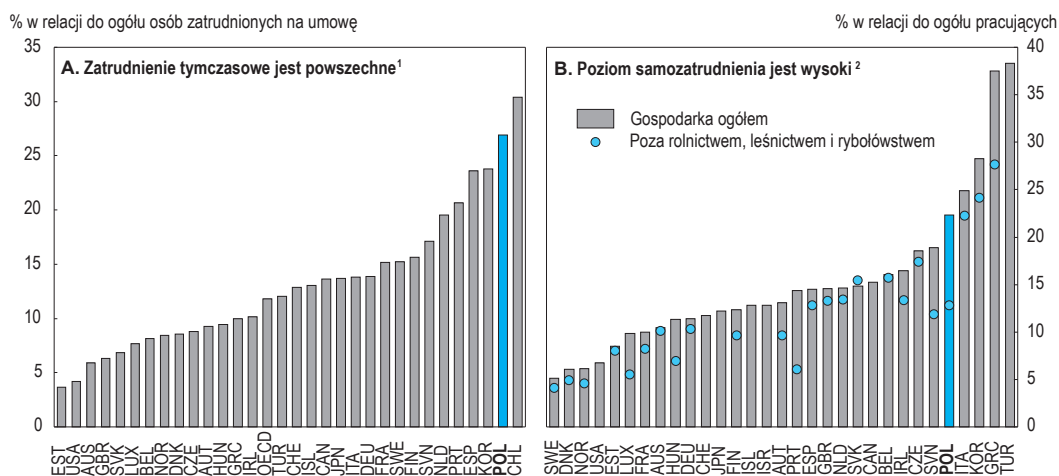 % w relacji do ogółu osób zatrudnionych na umowę
% w relacji do ogółu pracujących
A. Zatrudnienie tymczasowe jest powszechne¹
35
30
25
20
15
10
5
0
EST
USA
AUS
GBR
SVK
LUX
BEL
NOR
DNK
CZE
AUT
HUN
GRC
IRL
OECD
TUR
CHE
ISL
CAN
JPN
ITA
DEU
FRA
SWE
FIN
SVN
NLD
PRT
ESP
KOR
POL
CHL
B. Poziom samozatrudnienia jest wysoki ²
Gospodarka ogółem
Poza rolnictwem, leśnictwem i rybołówstwem
40
35
30
25
20
15
10
5
0
SWE
DNK
NOR
USA
EST
LUX
FRA
AUS
HUN
DEU
CHE
JPN
FIN
ISL
ISR
AUT
PRT
ESP
GBR
NLD
SVK
CAN
BEL
IRL
CZE
SVN
POL
ITA
KOR
GRC
TUR